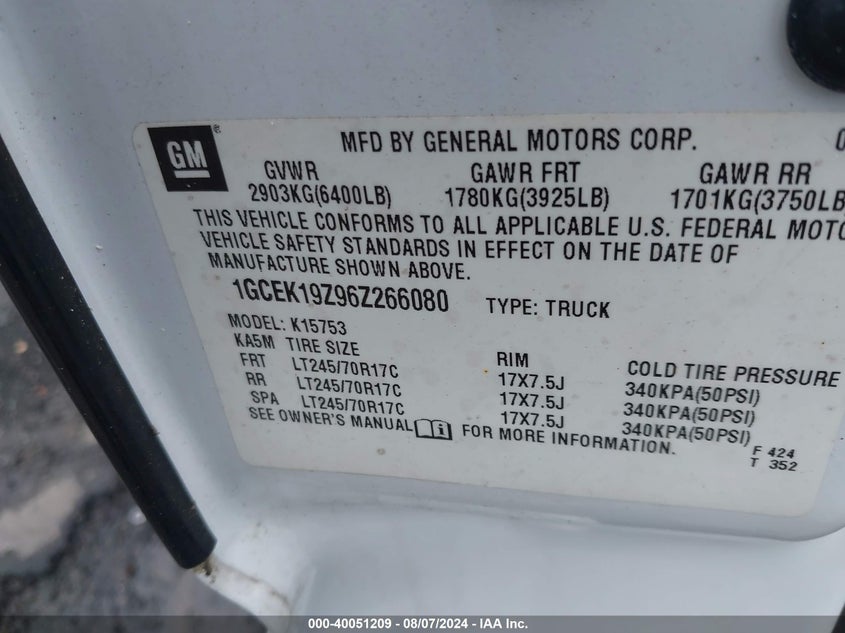 GM®
MFD BY GENERAL MOTORS CORP. 0
GVWR GAWR FRT GAWR RR
2903KG(6400LB) 1780KG(3925LB) 1701KG(3750LB
THIS VEHICLE CONFORMS TO ALL APPLICABLE U.S. FEDERAL MOTO
VEHICLE SAFETY STANDARDS IN EFFECT ON THE DATE OF
MANUFACTURE SHOWN ABOVE.
1GCEK19Z96Z266080 TYPE: TRUCK
MODEL: K15753
KA5M TIRE SIZE RIM COLD TIRE PRESSURE
FRT LT245/70R17C 17X7.5J 340KPA(50PSI)
RR LT245/70R17C 17X7.5J 340KPA(50PSI)
SPA LT245/70R17C 17X7.5J 340KPA(50PSI)
SEE OWNER'S MANUAL i FOR MORE INFORMATION.
F 424
T 352
000-40051209 - 08/07/2024 - IAA Inc.